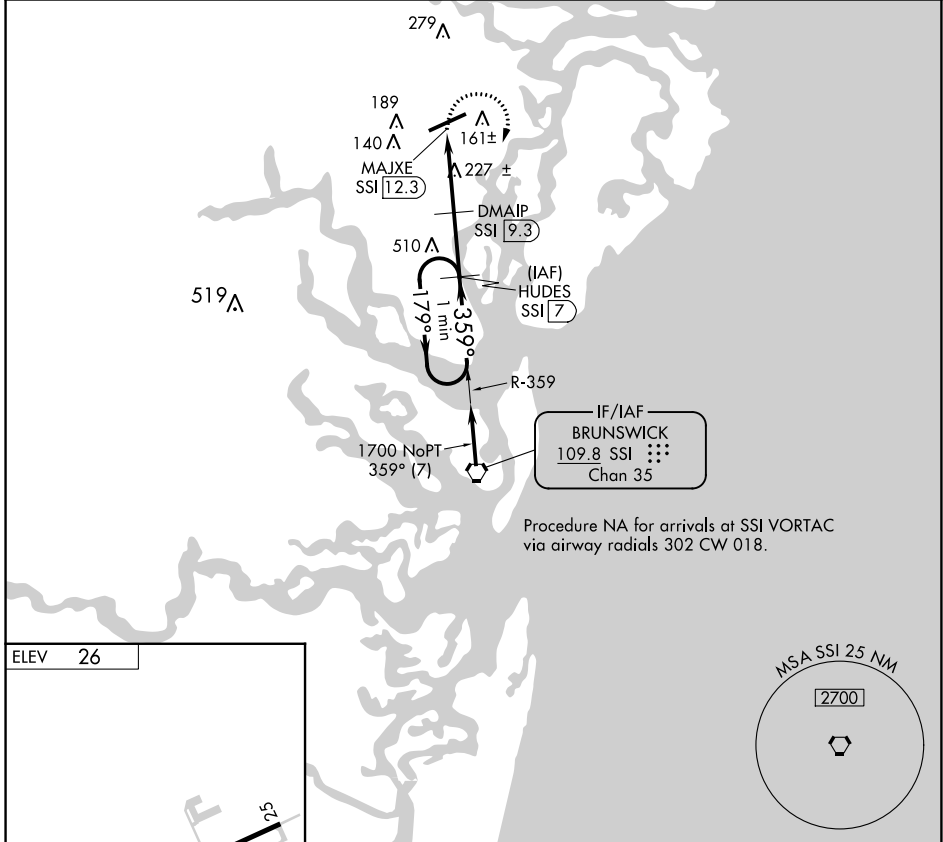 279
189
140
161±
MAJXE
SSI 12.3
227 ±
DMAIP
SSI 9.3
510
(IAF)
HUDES
SSI 7
519
179°
1 min
359°
R-359
IF/IAF
BRUNSWICK
109.8 SSI
Chan 35
1700 NoPT
359° (7)
Procedure NA for arrivals at SSI VORTAC
via airway radials 302 CW 018.
ELEV 26
25
MSA SSI 25 NM
2700